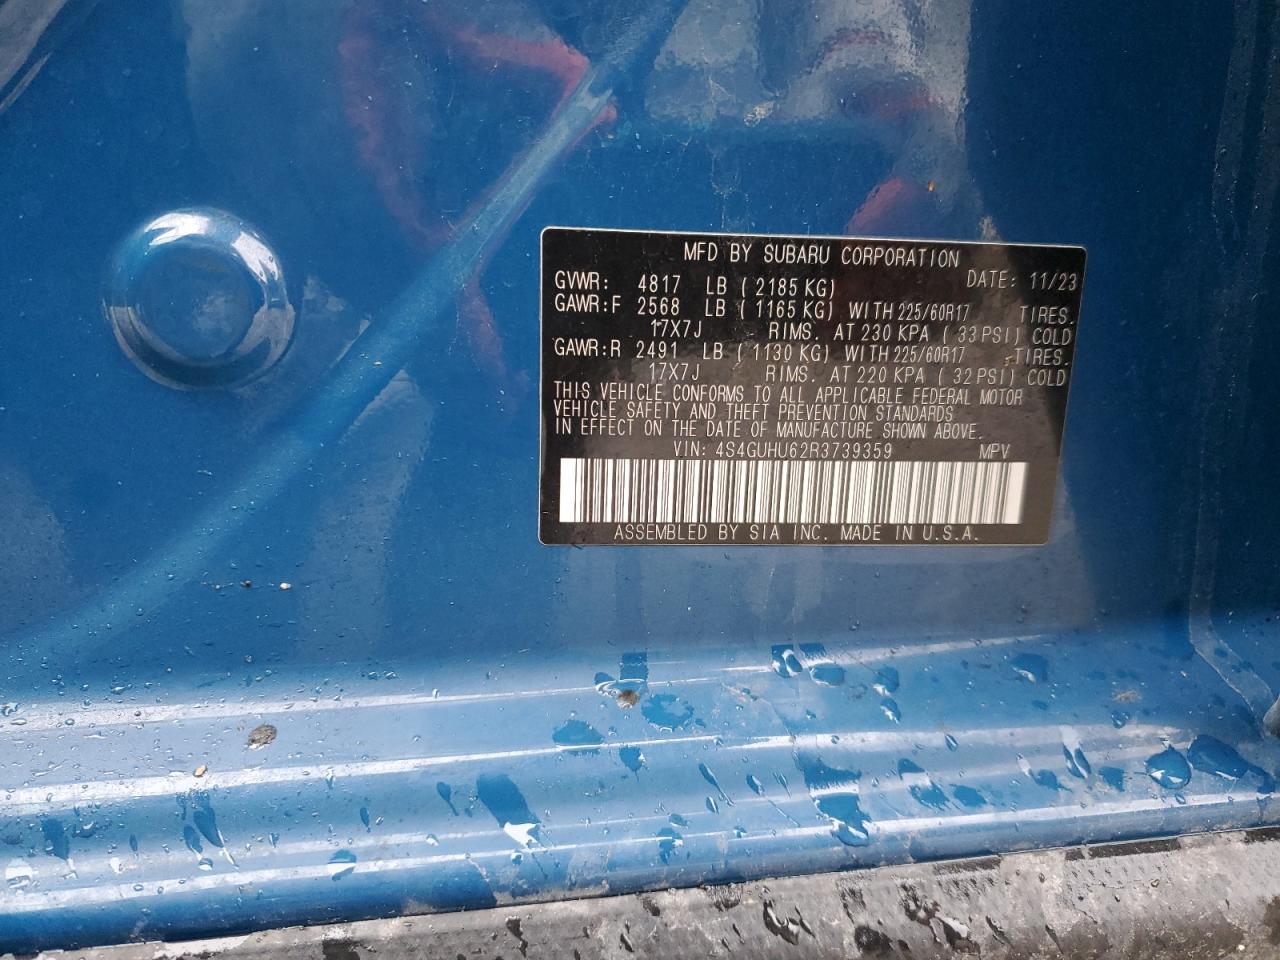 MFD BY SUBARU CORPORATION
GVWR: 4817 LB ( 2185 KG) DATE: 11/23
GAWR:F 2568 LB ( 1165 KG) WITH 225/60R17 TIRES.
17X7J RIMS. AT 230 KPA ( 33 PSI) COLD
GAWR:R 2491 LB ( 1130 KG) WITH 225/60R17 TIRES.
17X7J RIMS. AT 220 KPA ( 32 PSI) COLD
THIS VEHICLE CONFORMS TO ALL APPLICABLE FEDERAL MOTOR
VEHICLE SAFETY AND THEFT PREVENTION STANDARDS
IN EFFECT ON THE DATE OF MANUFACTURE SHOWN ABOVE.
VIN: 4S4GUHU62R3739359 MPV
ASSEMBLED BY SIA INC. MADE IN U.S.A.